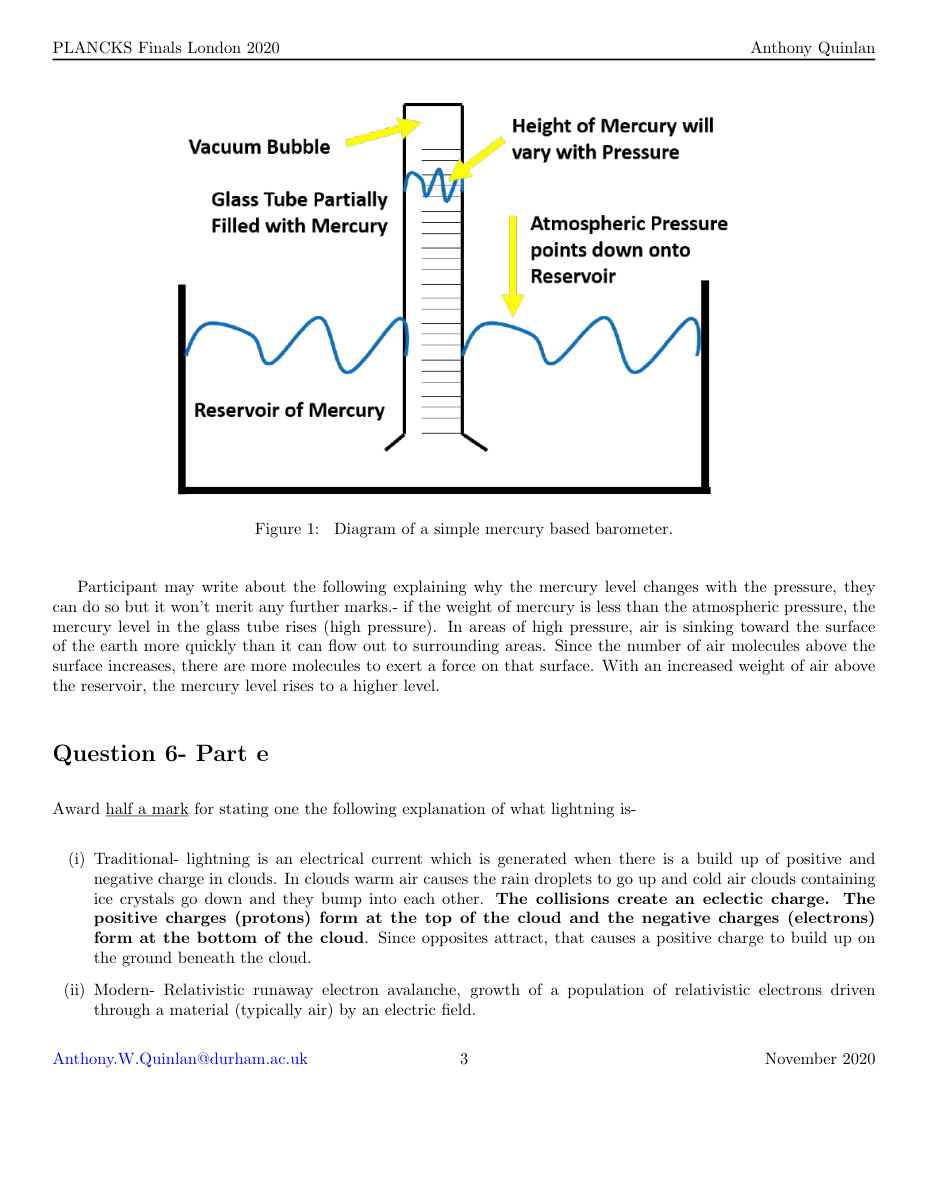 PLANCKS Finals London 2020 Anthony Quinlan
Vacuum Bubble
Height of Mercury will
vary with Pressure
Glass Tube Partially
Filled with Mercury
Atmospheric Pressure
points down onto
Reservoir
Reservoir of Mercury
Figure 1: Diagram of a simple mercury based barometer.
Participant may write about the following explaining why the mercury level changes with the pressure, they
can do so but it won't merit any further marks.- if the weight of mercury is less than the atmospheric pressure, the
mercury level in the glass tube rises (high pressure). In areas of high pressure, air is sinking toward the surface
of the earth more quickly than it can flow out to surrounding areas. Since the number of air molecules above the
surface increases, there are more molecules to exert a force on that surface. With an increased weight of air above
the reservoir, the mercury level rises to a higher level.
Question 6- Part e
Award half a mark for stating one the following explanation of what lightning is-
(i) Traditional- lightning is an electrical current which is generated when there is a build up of positive and
negative charge in clouds. In clouds warm air causes the rain droplets to go up and cold air clouds containing
ice crystals go down and they bump into each other. The collisions create an eclectic charge. The
positive charges (protons) form at the top of the cloud and the negative charges (electrons)
form at the bottom of the cloud. Since opposites attract, that causes a positive charge to build up on
the ground beneath the cloud.
(ii) Modern- Relativistic runaway electron avalanche, growth of a population of relativistic electrons driven
through a material (typically air) by an electric field.
Anthony.W.Quinlan@durham.ac.uk 3 November 2020